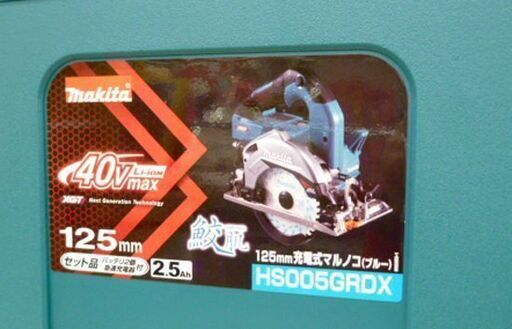 makita
40Vmax Li-ion
XGT Next Generation Technology
125mm
セット品 バッテリ2個 急速充電器 付 2.5Ah
鮫肌
125mm充電式マルノコ(ブルー)
HS005GRDX